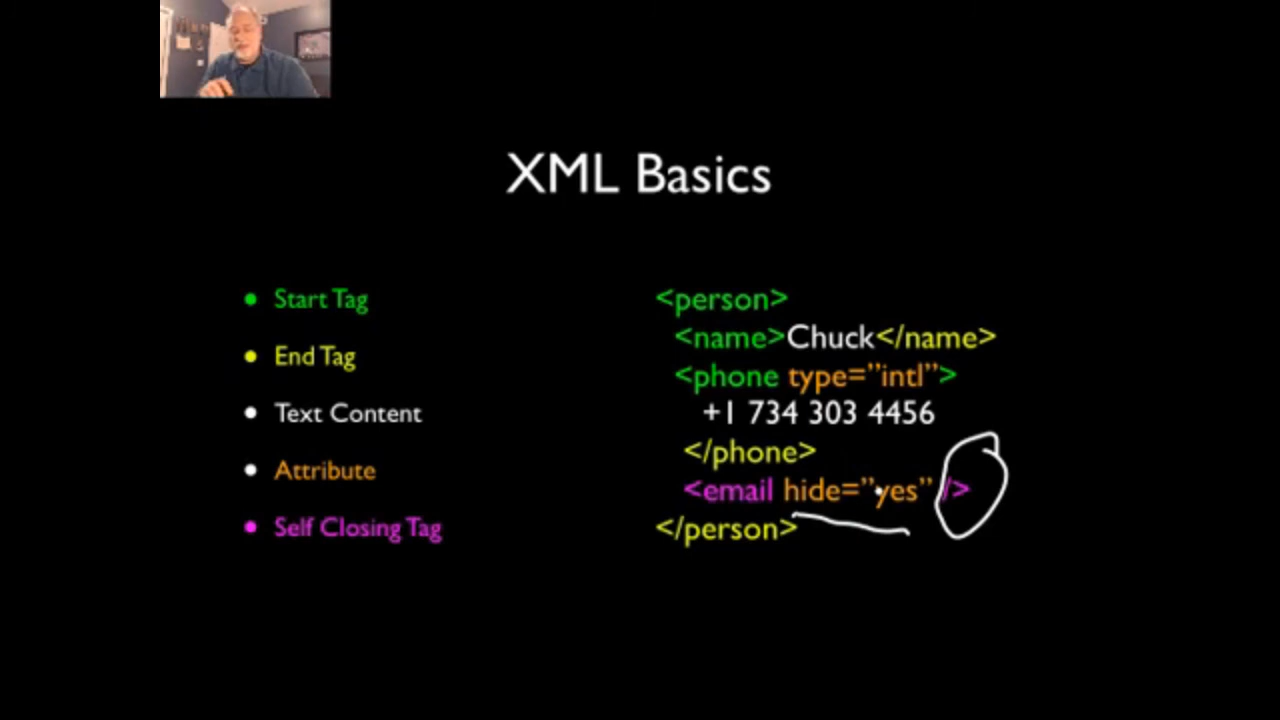 XML Basics
Start Tag
End Tag
Text Content
Attribute
Self Closing Tag
<person>
<name>Chuck</name>
<phone type=”intl”>
+1 734 303 4456
</phone>
<email hide=”yes” />
</person>